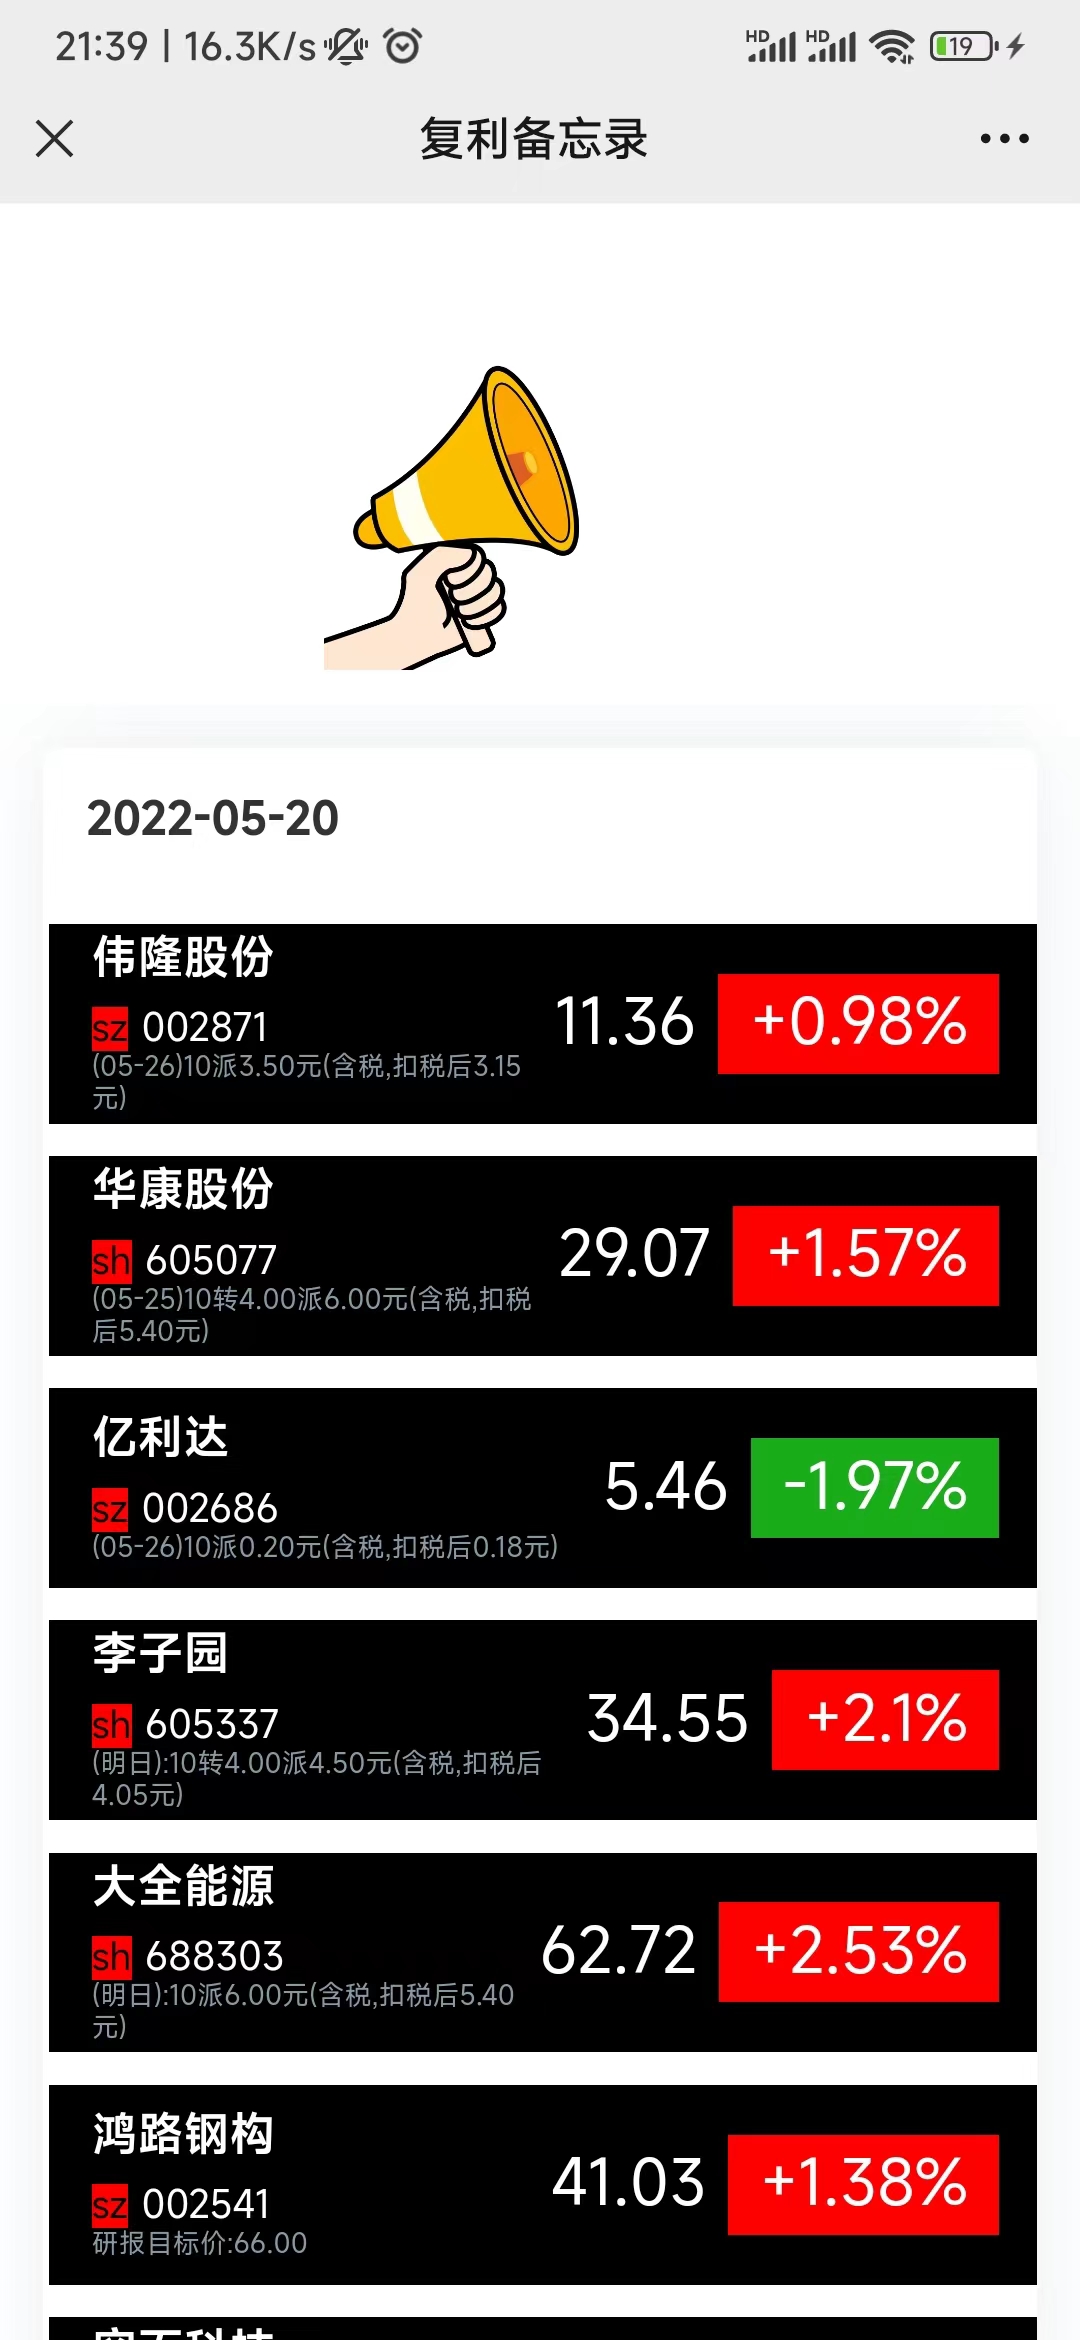 21:39 | 16.3K/s
HD HD 19
复利备忘录
2022-05-20
伟隆股份
sz 002871
(05-26)10派3.50元(含税,扣税后3.15
元)
11.36
+0.98%
华康股份
sh 605077
(05-25)10转4.00派6.00元(含税,扣税
后5.40元)
29.07
+1.57%
亿利达
sz 002686
(05-26)10派0.20元(含税,扣税后0.18元)
5.46
-1.97%
李子园
sh 605337
(明日):10转4.00派4.50元(含税,扣税后
4.05元)
34.55
+2.1%
大全能源
sh 688303
(明日):10派6.00元(含税,扣税后5.40
元)
62.72
+2.53%
鸿路钢构
sz 002541
研报目标价:66.00
41.03
+1.38%